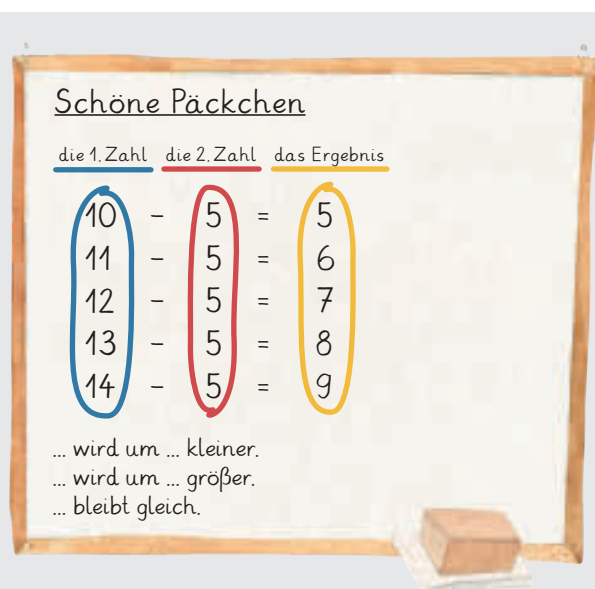 Schöne Päckchen
die 1. Zahl die 2. Zahl das Ergebnis
10 - 5 = 5
11 - 5 = 6
12 - 5 = 7
13 - 5 = 8
14 - 5 = 9
... wird um ... kleiner.
... wird um ... größer.
... bleibt gleich.